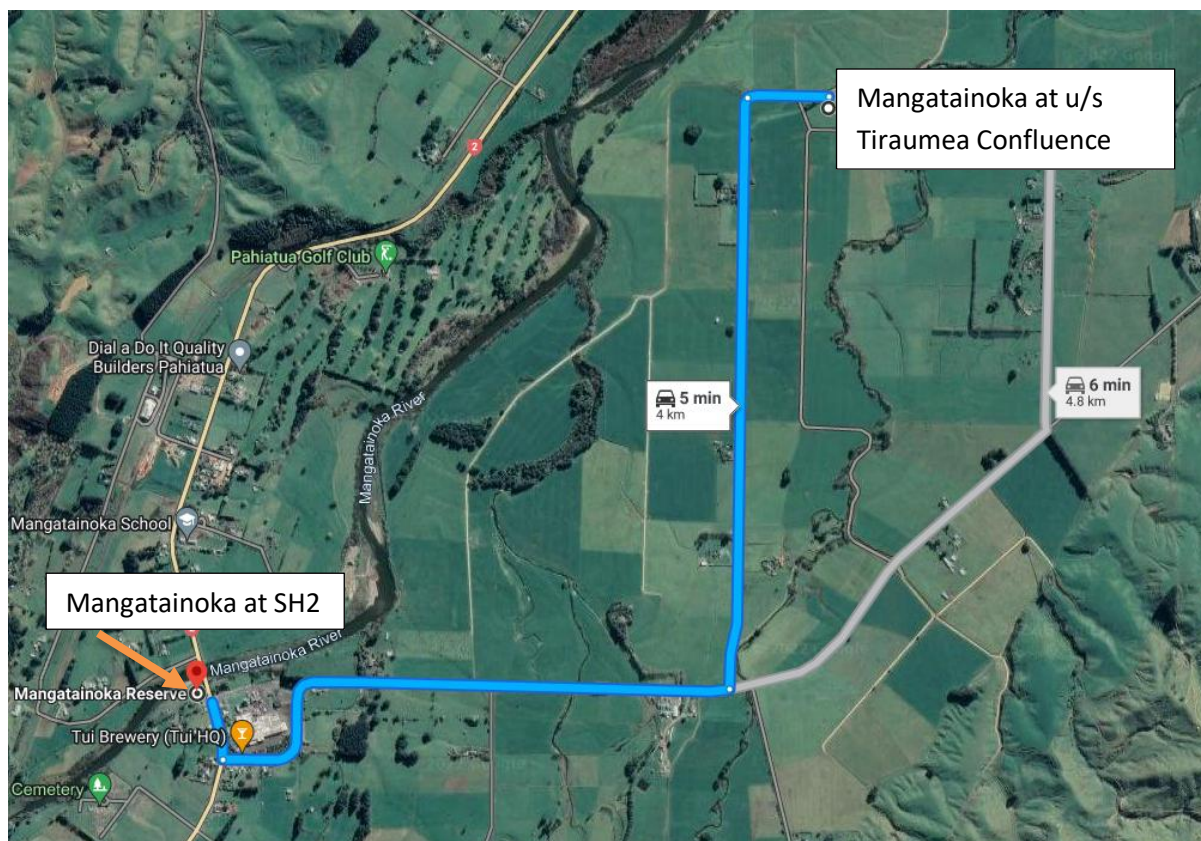 Mangatainoka at u/s
Tiraumea Confluence
2
Pahiatua Golf Club
Dial a Do It Quality
Builders Pahiatua
5 min
4 km
6 min
4.8 km
Mangatainoka River
Mangatainoka School
Mangatainoka at SH2
Mangatainoka River
Mangatainoka Reserve
Tui Brewery (Tui HQ)
Cemetery